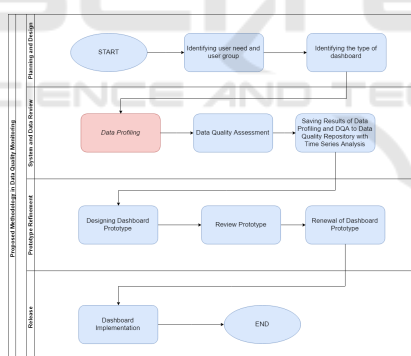 Proposed Methodology in Data Quality Monitoring
Planning and Design
START
Identifying user need and
user group
Identifying the type of
dashboard
System and Data Review
Data Profiling
Data Quality Assessment
Saving Results of Data
Profiling and DQA to Data
Quality Repository with
Time Series Analysis
Prototype Refinement
Designing Dashboard
Prototype
Review Prototype
Renewal of Dashboard
Prototype
Release
Dashboard
Implementation
END
IENCE AND TEC